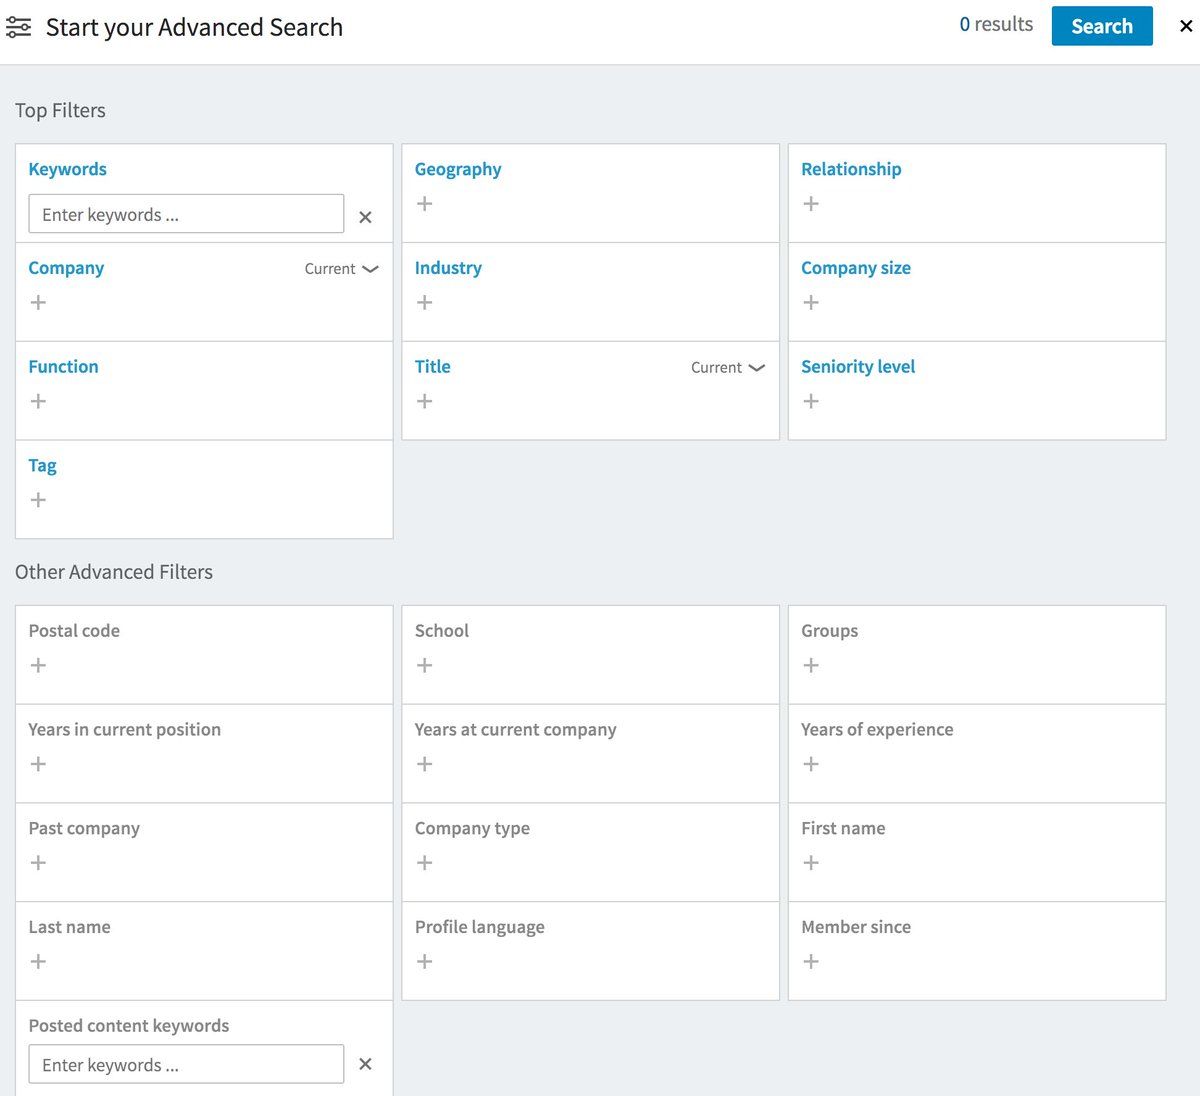 Start your Advanced Search
0 results
Search
Top Filters
Keywords
Enter keywords ...
Geography
Relationship
Company
Current
Industry
Company size
Function
Title
Current
Seniority level
Tag
Other Advanced Filters
Postal code
School
Groups
Years in current position
Years at current company
Years of experience
Past company
Company type
First name
Last name
Profile language
Member since
Posted content keywords
Enter keywords ...